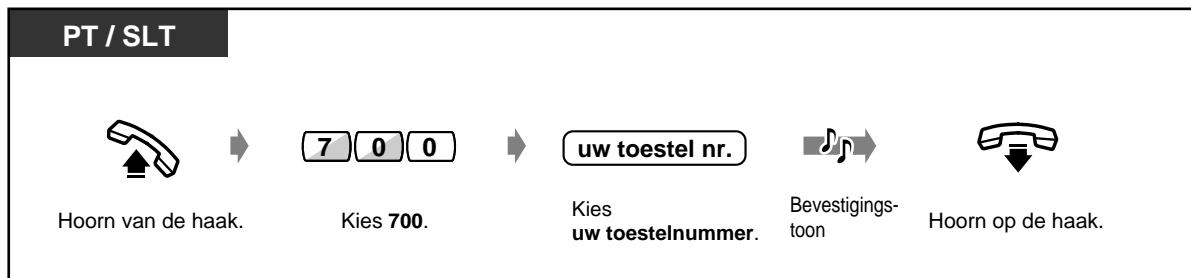 PT / SLT
7 0 0
uw toestel nr.
Hoorn van de haak.
Kies 700.
Kies
uw toestelnummer.
Bevestigings-
toon
Hoorn op de haak.